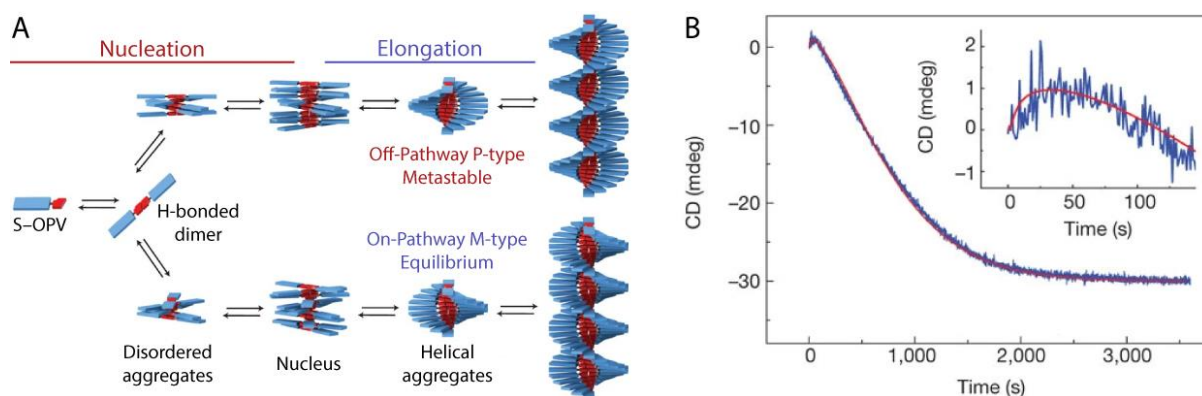 A
Nucleation
Elongation
Off-Pathway P-type
Metastable
S–OPV
H-bonded
dimer
On-Pathway M-type
Equilibrium
Disordered
aggregates
Nucleus
Helical
aggregates
B
0
−10
−20
−30
CD (mdeg)
0
1,000
2,000
3,000
Time (s)
2
1
0
−1
CD (mdeg)
0
50
100
Time (s)